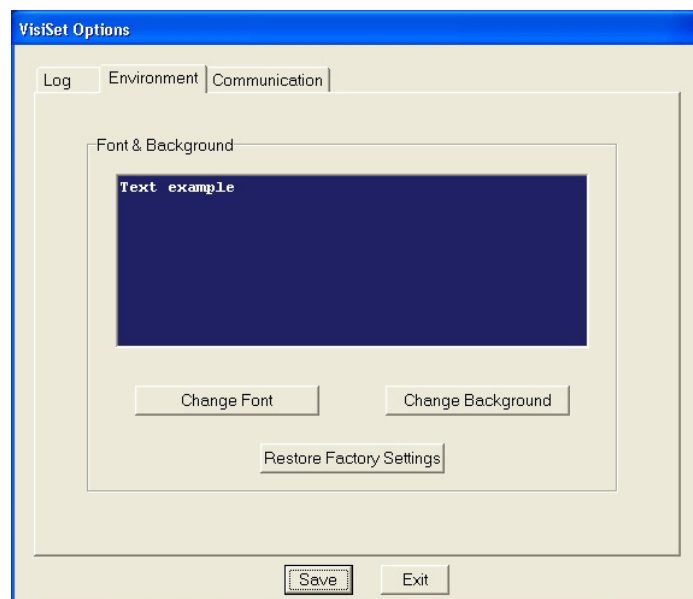 VisiSet Options
Log Environment Communication
Font & Background
Text example
Change Font Change Background
Restore Factory Settings
Save Exit